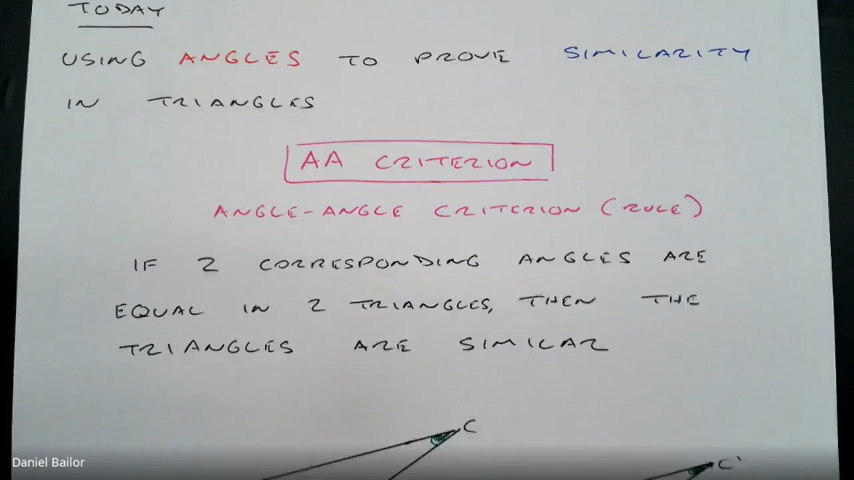 TODAY
USING ANGLES TO PROVE SIMILARITY
IN TRIANGLES
AA CRITERION
ANGLE-ANGLE CRITERION (RULE)
IF 2 CORRESPONDING ANGLES ARE
EQUAL IN 2 TRIANGLES, THEN THE
TRIANGLES ARE SIMILAR
C
C'
Daniel Bailor